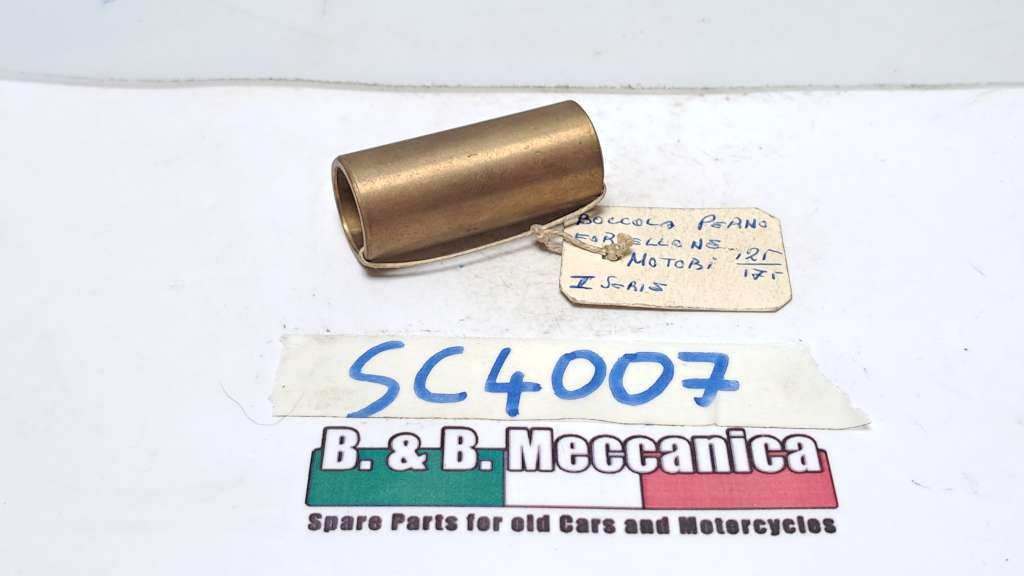 BOCCOLA PERNO
FORCELLONE 125
MOTOBI 175
II SERIE
SC4007
B. & B. Meccanica
Spare Parts for old Cars and Motorcycles